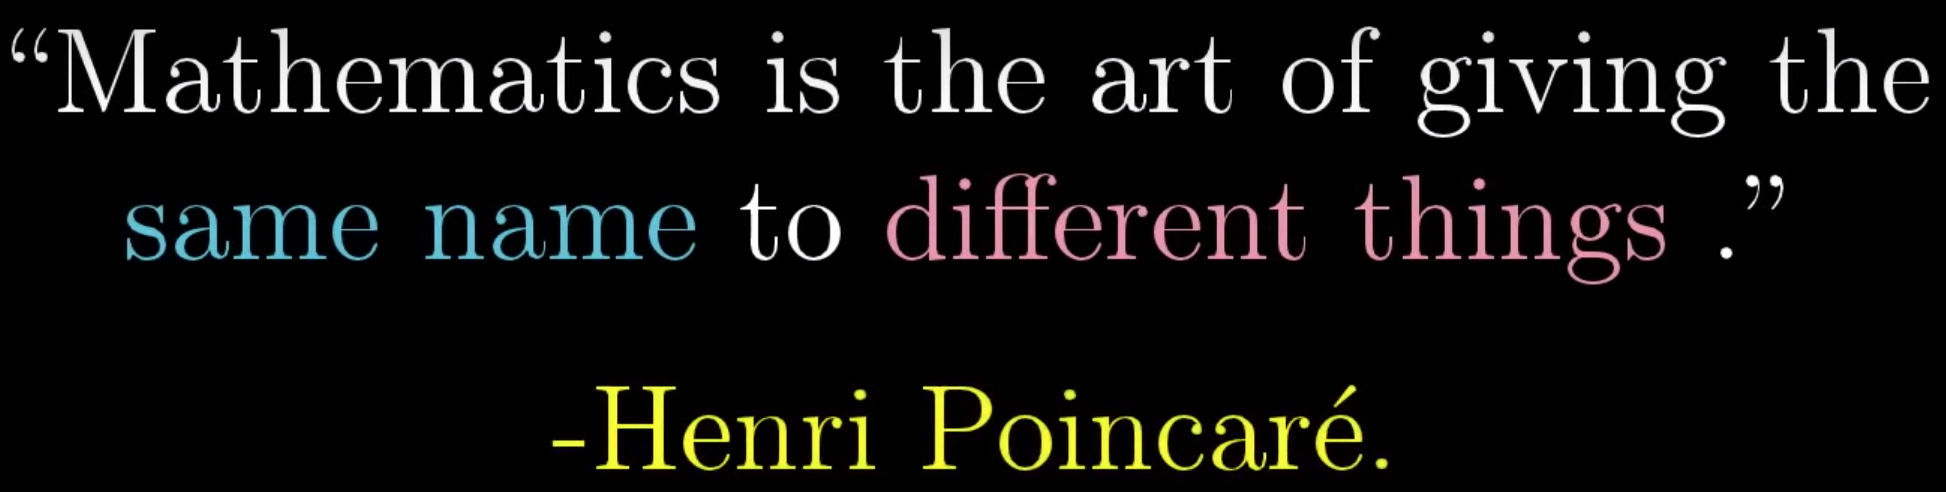 “Mathematics is the art of giving the
same name to different things .”
-Henri Poincaré.